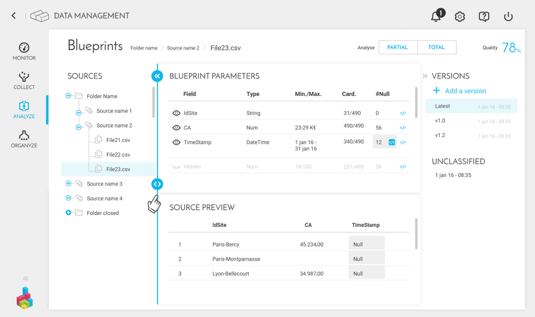 DATA MANAGEMENT
1
Blueprints Folder name > Source name 2 > File23.csv
Analyse PARTIAL TOTAL
Quality 78%
MONITOR
COLLECT
ANALYZE
ORGANYZE
SOURCES
Folder Name
Source name 1
Source name 2
File21.csv
File22.csv
File23.csv
Source name 3
Source name 4
Folder closed
BLUEPRINT PARAMETERS
Field Type Min./Max. Card. #Null
IdSite String 31/490 0 </>
CA Num 23-29 K€ 490/490 56 </>
TimeStamp DateTime 1 jan 16 - 31 jan 16 340/490 12 </>
Hidden Num
SOURCE PREVIEW
IdSite CA TimeStamp
1 Paris-Bercy 45.234,00 Null
2 Paris-Montparnasse Null
3 Lyon-Bellecourt 34.987,00 Null
VERSIONS
+ Add a version
Latest 1 jan 16 - 08:35
v1.0 1 jan 16 - 08:35
v1.2 1 jan 16 - 08:35
UNCLASSIFIED
1 jan 16 - 08:35